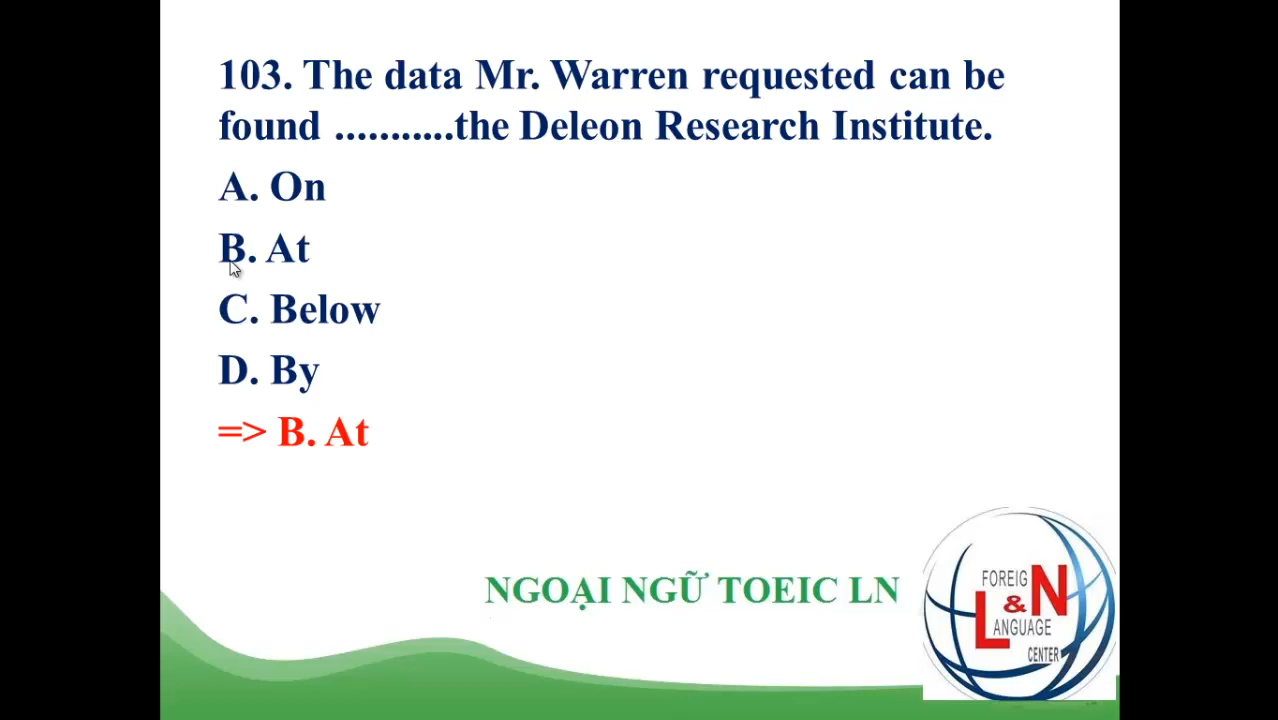 103. The data Mr. Warren requested can be
found ...........the Deleon Research Institute.
A. On
B. At
C. Below
D. By
=> B. At
NGOẠI NGỮ TOEIC LN
FOREIG N
L &
ANGUAGE
CENTER